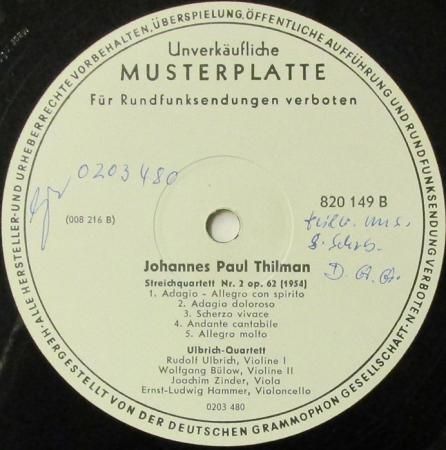 ALLE HERSTELLER- UND URHEBERRECHTE VORBEHALTEN, ÜBERSPIELUNG, ÖFFENTLICHE AUFFÜHRUNG UND RUNDFUNKSENDUNG VERBOTEN
Unverkäufliche
MUSTERPLATTE
Für Rundfunksendungen verboten
0203 480
820 149 B
(008 216 B)
D.
Johannes Paul Thilman
Streichquartett Nr. 2 op. 62 [1954]
1. Adagio - Allegro con spirito
2. Adagio doloroso
3. Scherzo vivace
4. Andante cantabile
5. Allegro molto
Ulbrich-Quartett
Rudolf Ulbrich, Violine I
Wolfgang Bülow, Violine II
Joachim Zinder, Viola
Ernst-Ludwig Hammer, Violoncello
0203 480
HERGESTELLT VON DER DEUTSCHEN GRAMMOPHON GESELLSCHAFT